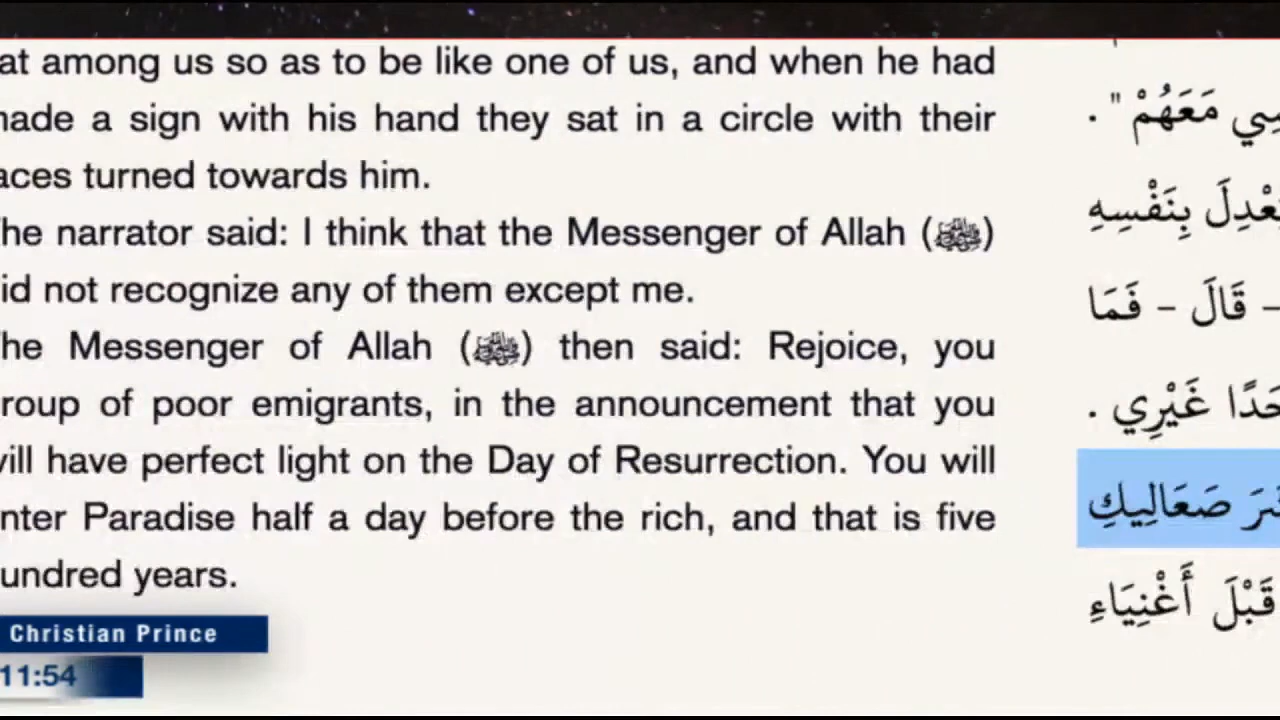 at among us so as to be like one of us, and when he had
made a sign with his hand they sat in a circle with their
aces turned towards him.
he narrator said: I think that the Messenger of Allah (ﷺ)
id not recognize any of them except me.
he Messenger of Allah (ﷺ) then said: Rejoice, you
roup of poor emigrants, in the announcement that you
will have perfect light on the Day of Resurrection. You will
nter Paradise half a day before the rich, and that is five
undred years.
سِي مَعَهُمْ " .
عْدِلَ بِنَفْسِهِ
- قَالَ - فَمَا
حَدًا غَيْرِي .
شَرَ صَعَالِيكِ
قَبْلَ أَغْنِيَاءِ
Christian Prince
11:54